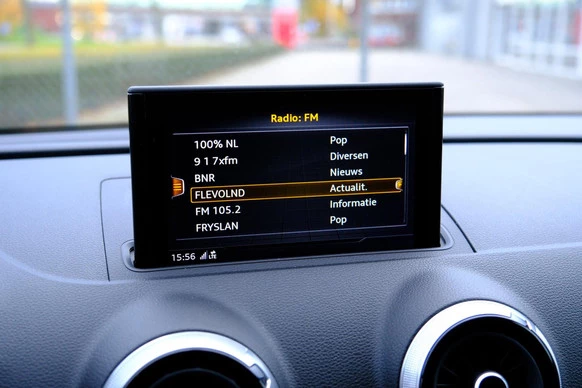 Radio: FM
100% NL Pop
9 1 7xfm Diversen
BNR Nieuws
FLEVOLND Actualit.
FM 105.2 Informatie
FRYSLAN Pop
15:56 LTE